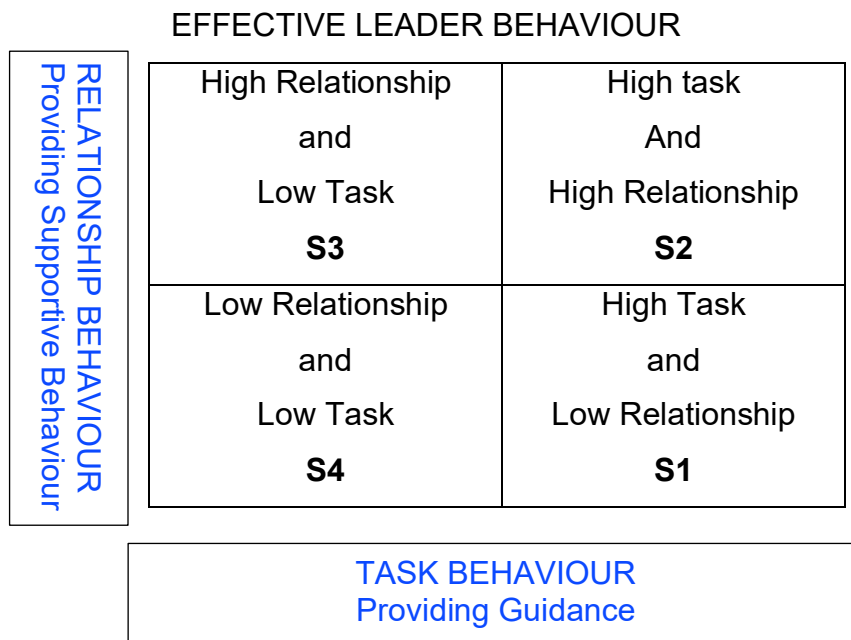 EFFECTIVE LEADER BEHAVIOUR
RELATIONSHIP BEHAVIOUR
Providing Supportive Behaviour
High Relationship
and
Low Task
S3
High task
And
High Relationship
S2
Low Relationship
and
Low Task
S4
High Task
and
Low Relationship
S1
TASK BEHAVIOUR
Providing Guidance